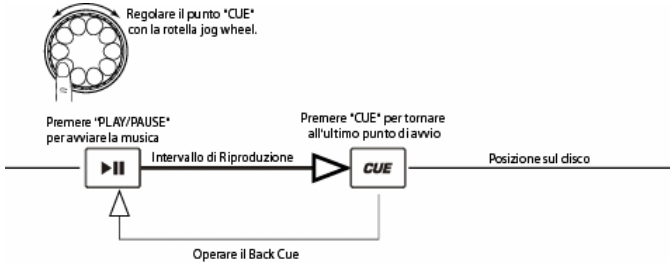 Regolare il punto "CUE"
con la rotella jog wheel.
Premere "PLAY/PAUSE"
per avviare la musica
Premere "CUE" per tornare
all'ultimo punto di avvio
Intervallo di Riproduzione
CUE
Posizione sul disco
Operare il Back Cue